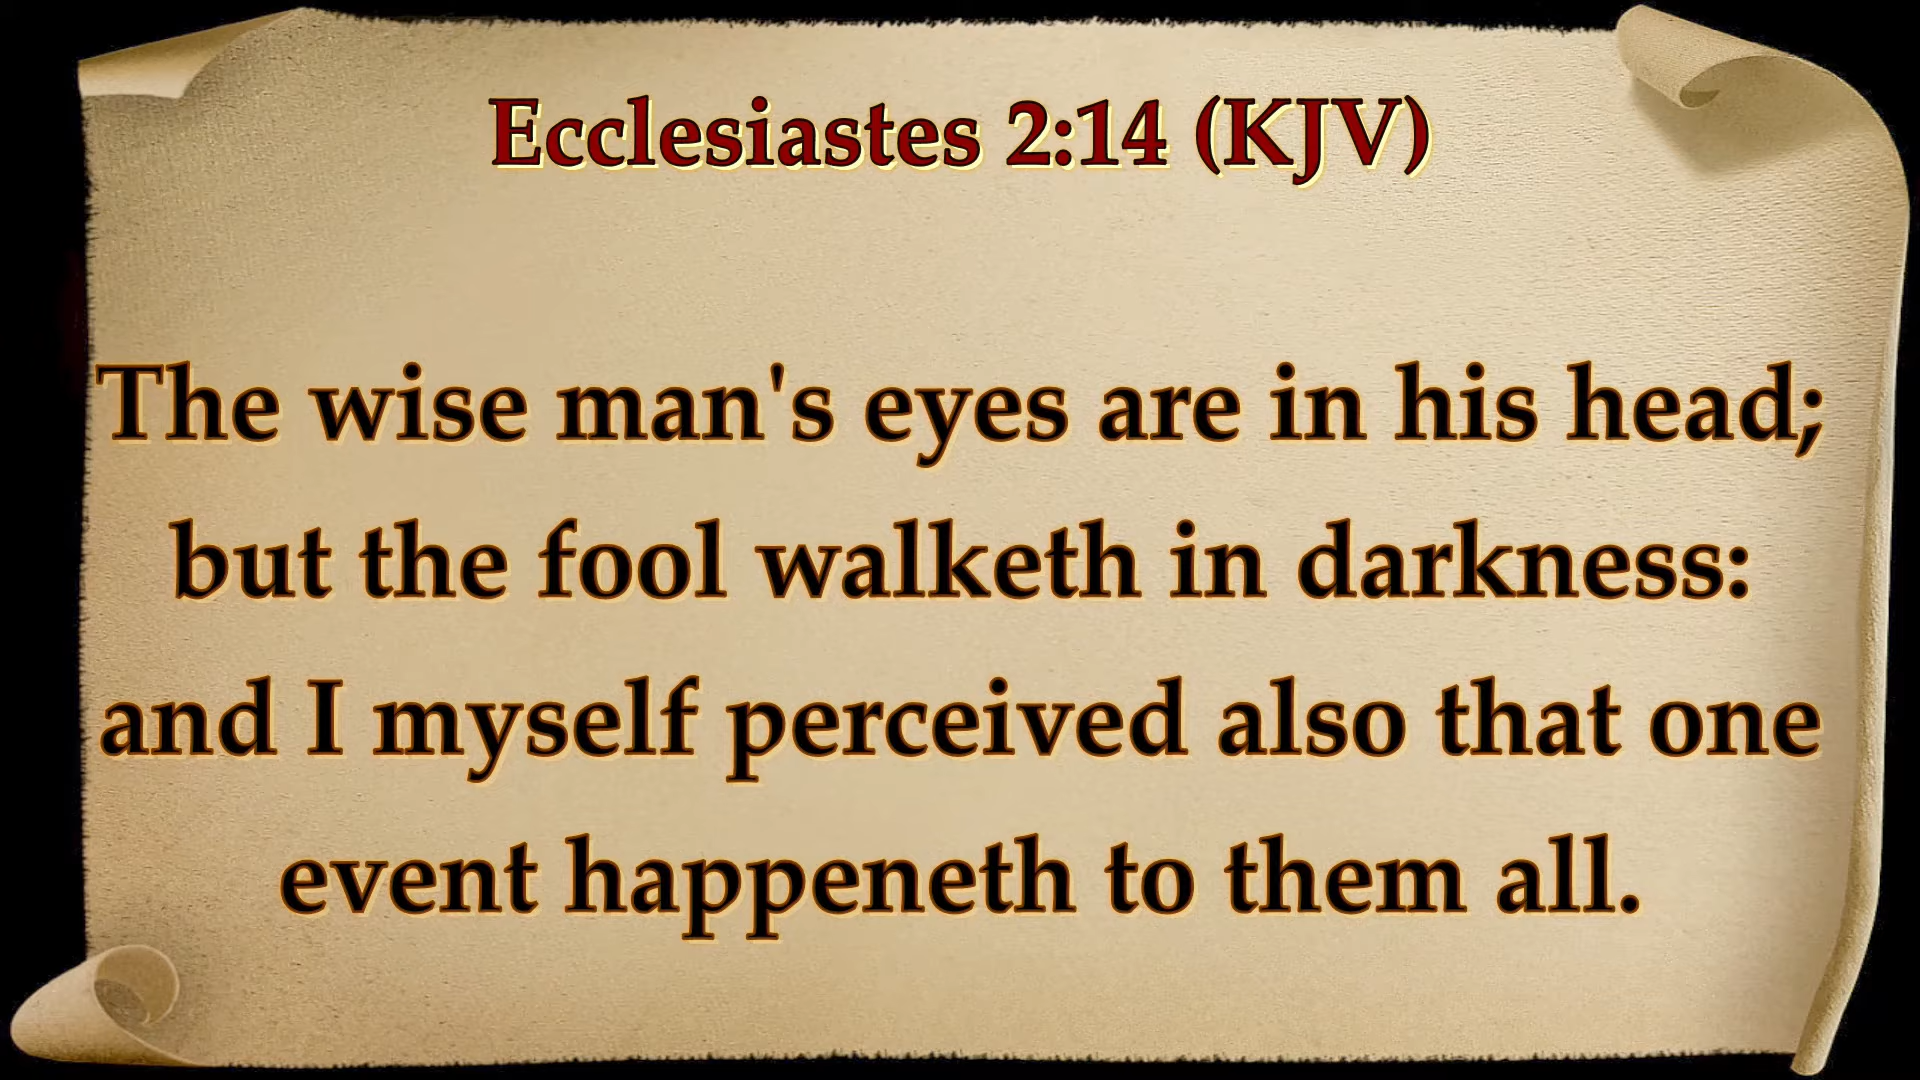 Ecclesiastes 2:14 (KJV)
The wise man's eyes are in his head;
but the fool walketh in darkness:
and I myself perceived also that one
event happeneth to them all.